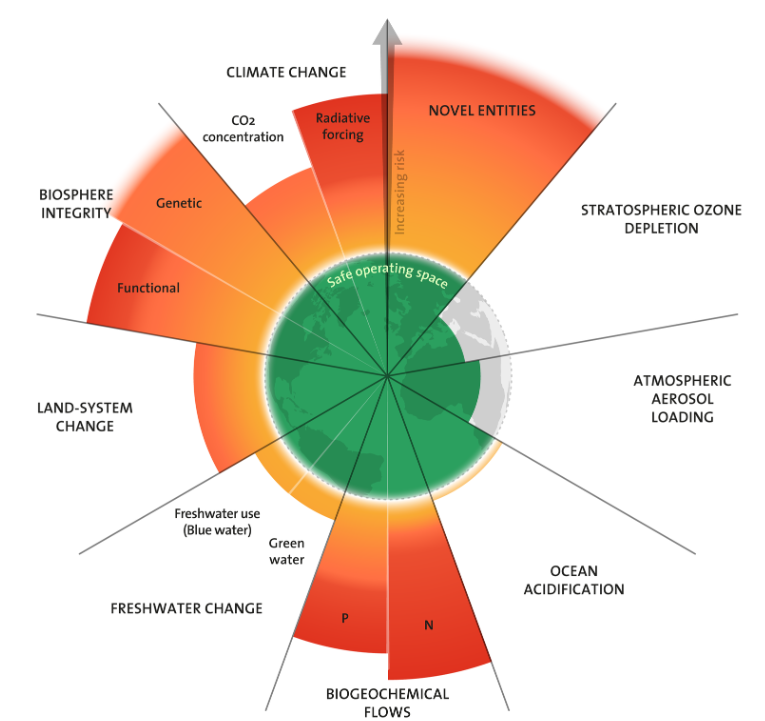 CLIMATE CHANGE
CO2
concentration
Radiative
forcing
NOVEL ENTITIES
Increasing risk
BIOSPHERE
INTEGRITY
Genetic
Functional
STRATOSPHERIC OZONE
DEPLETION
Safe operating space
LAND-SYSTEM
CHANGE
ATMOSPHERIC
AEROSOL
LOADING
Freshwater use
(Blue water)
Green
water
FRESHWATER CHANGE
OCEAN
ACIDIFICATION
P
N
BIOGEOCHEMICAL
FLOWS